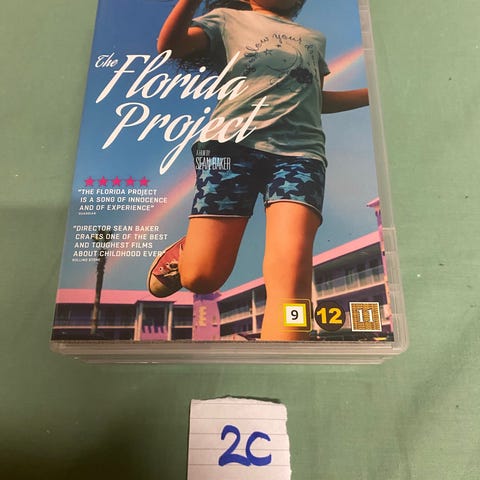 The
Florida
Project
A FILM BY
SEAN BAKER
"THE FLORIDA PROJECT
IS A SONG OF INNOCENCE
AND OF EXPERIENCE"
GUARDIAN
"DIRECTOR SEAN BAKER
CRAFTS ONE OF THE BEST
AND TOUGHEST FILMS
ABOUT CHILDHOOD EVER"
ROLLING STONE
9
12
11
2C